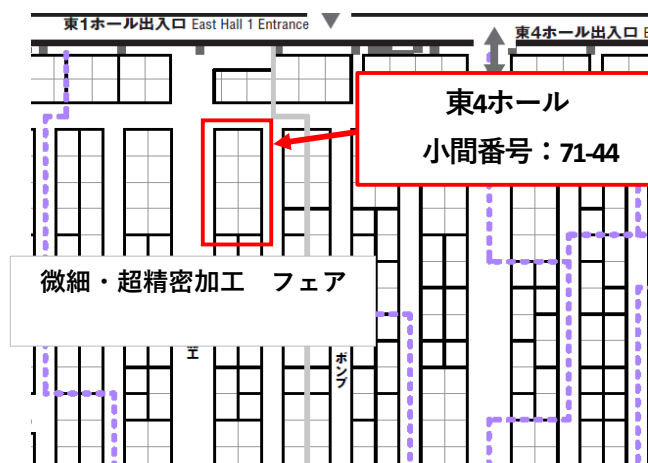 東1ホール出入口 East Hall 1 Entrance
東4ホール出入口
東4ホール
小間番号：71-44
微細・超精密加工 フェア
工
ポンプ